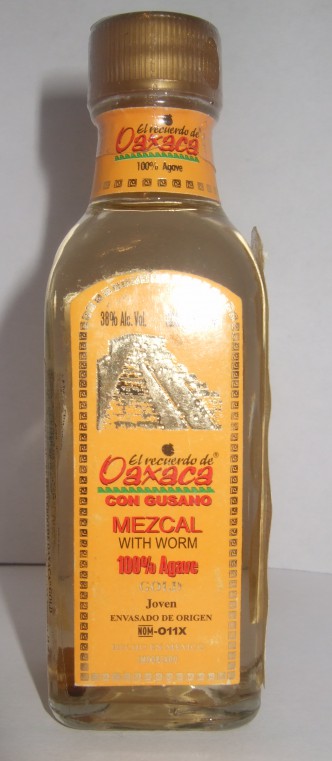 El recuerdo de®
Oaxaca
100% Agave
38% Alc. Vol.
El recuerdo de®
Oaxaca
CON GUSANO
MEZCAL
WITH WORM
100% Agave
GOLD
Joven
ENVASADO DE ORIGEN
NOM-O11X